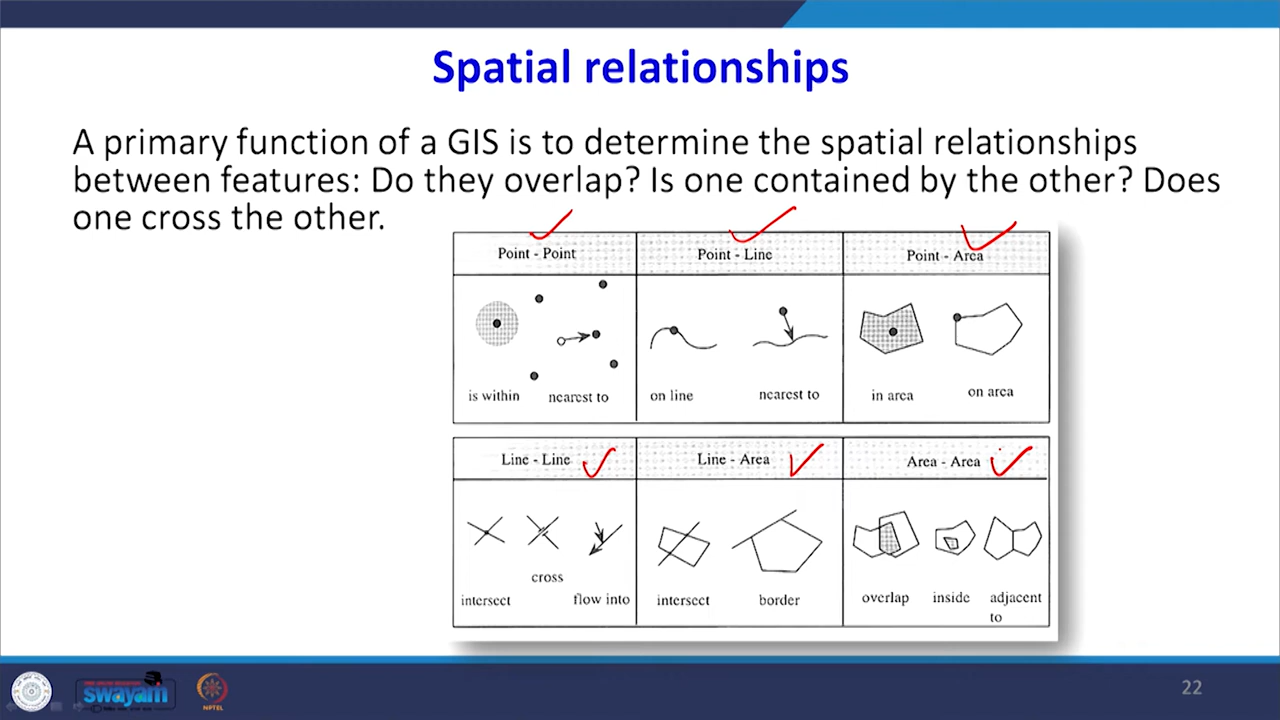 Spatial relationships
A primary function of a GIS is to determine the spatial relationships
between features: Do they overlap? Is one contained by the other? Does
one cross the other.
Point - Point
Point - Line
Point - Area
is within
nearest to
on line
nearest to
in area
on area
Line - Line
Line - Area
Area - Area
intersect
cross
flow into
intersect
border
overlap
inside
adjacent
to
swayam
NPTEL
22